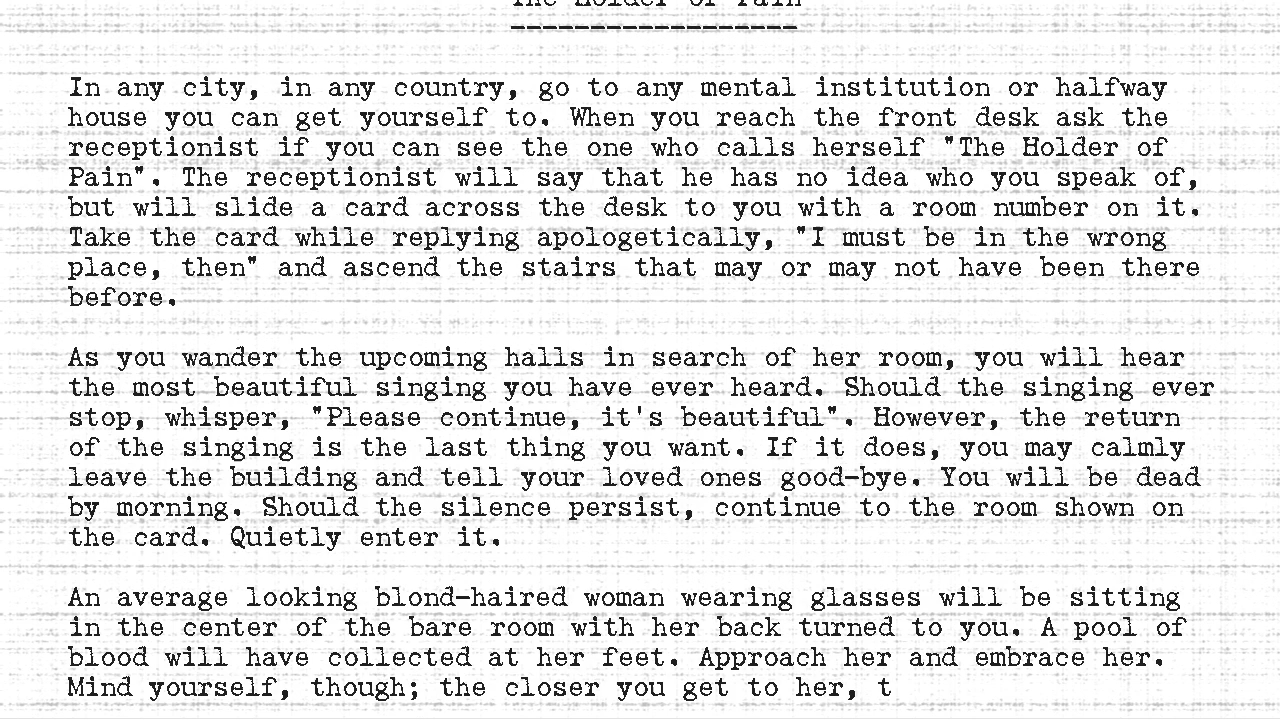 The Holder of Pain
In any city, in any country, go to any mental institution or halfway
house you can get yourself to. When you reach the front desk ask the
receptionist if you can see the one who calls herself "The Holder of
Pain". The receptionist will say that he has no idea who you speak of,
but will slide a card across the desk to you with a room number on it.
Take the card while replying apologetically, "I must be in the wrong
place, then" and ascend the stairs that may or may not have been there
before.
As you wander the upcoming halls in search of her room, you will hear
the most beautiful singing you have ever heard. Should the singing ever
stop, whisper, "Please continue, it's beautiful". However, the return
of the singing is the last thing you want. If it does, you may calmly
leave the building and tell your loved ones good-bye. You will be dead
by morning. Should the silence persist, continue to the room shown on
the card. Quietly enter it.
An average looking blond-haired woman wearing glasses will be sitting
in the center of the bare room with her back turned to you. A pool of
blood will have collected at her feet. Approach her and embrace her.
Mind yourself, though; the closer you get to her, t